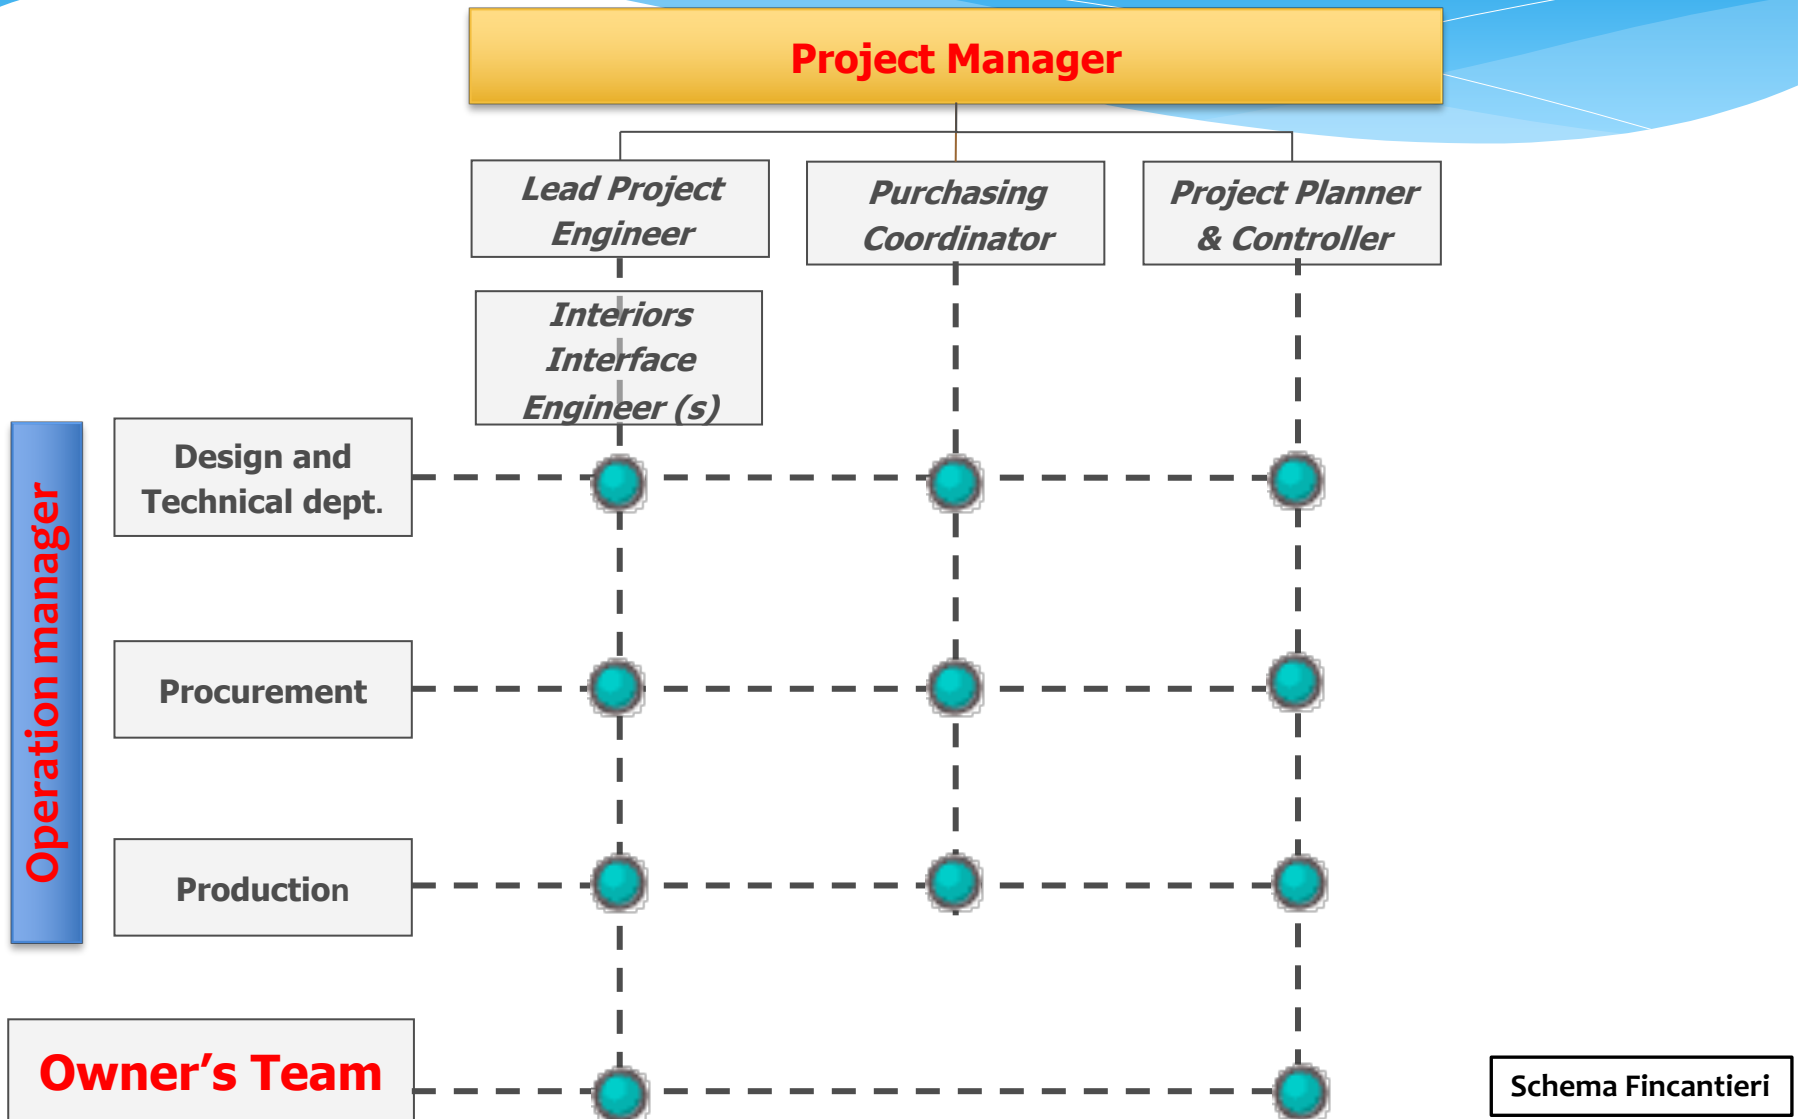 Project Manager
Lead Project
Engineer
Purchasing
Coordinator
Project Planner
& Controller
Interiors
Interface
Engineer (s)
Operation manager
Design and
Technical dept.
Procurement
Production
Owner’s Team
Schema Fincantieri